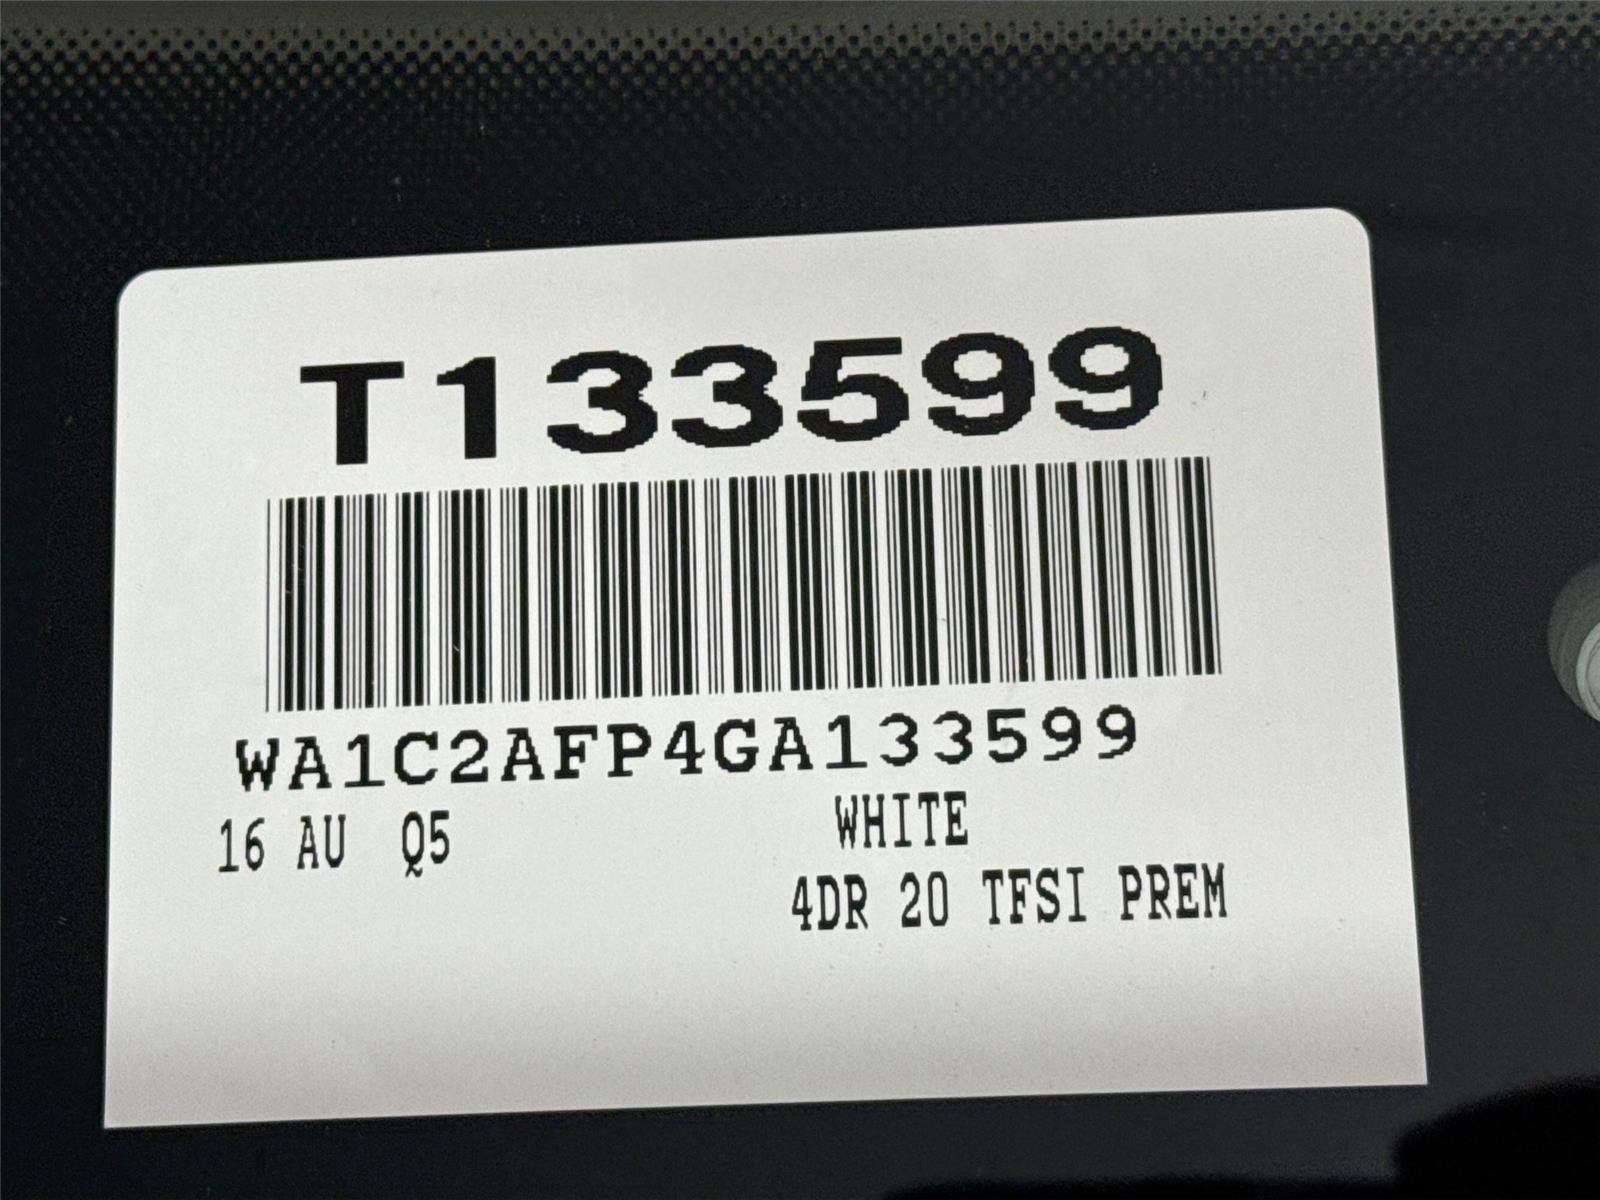 T133599
WA1C2AFP4GA133599
16 AU Q5 WHITE
4DR 20 TFSI PREM